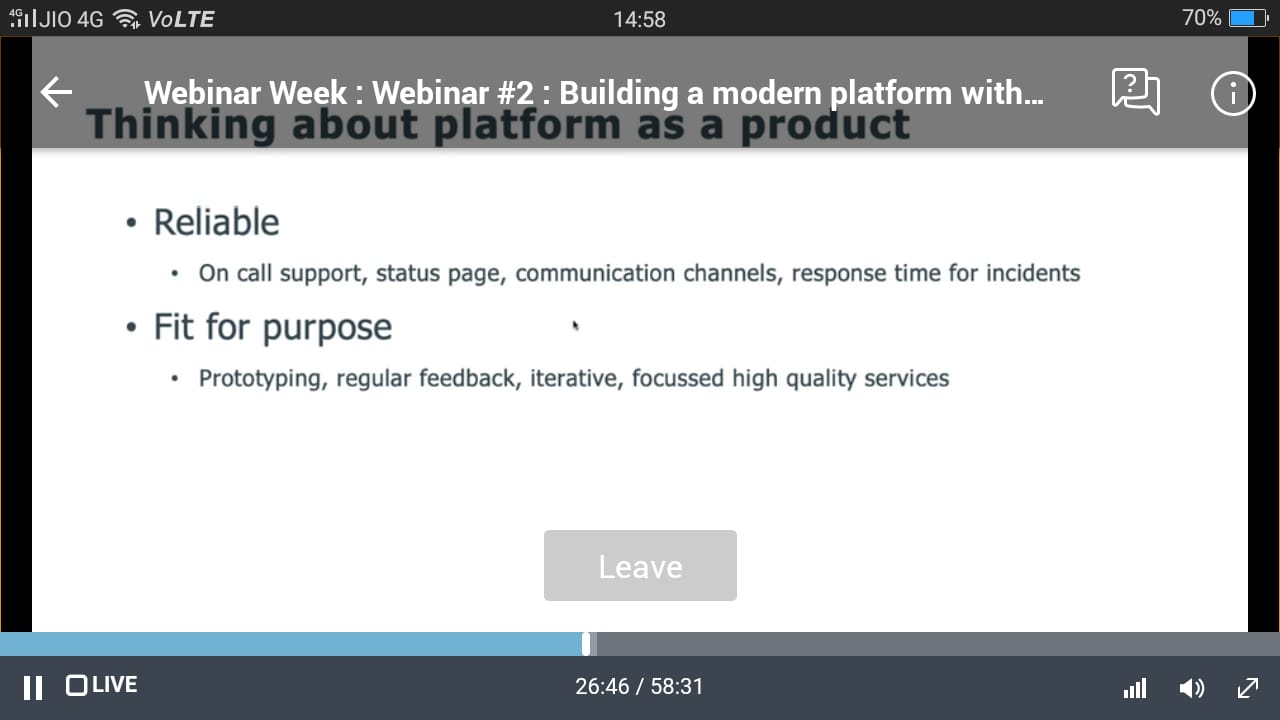 4G JIO 4G VoLTE 14:58 70%
Webinar Week : Webinar #2 : Building a modern platform with...
Thinking about platform as a product
• Reliable
• On call support, status page, communication channels, response time for incidents
• Fit for purpose
• Prototyping, regular feedback, iterative, focussed high quality services
Leave
LIVE 26:46 / 58:31